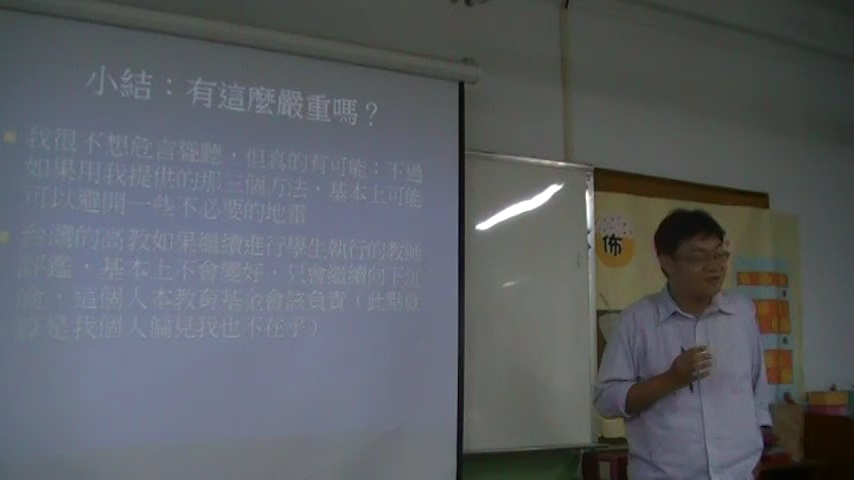 小結：有這麼嚴重嗎？
我很不想危言聳聽，但真的有可能；不過
如果用我提供的那三個方法，基本上可能
可以避開一些不必要的地雷
台灣的高教如果繼續進行學生執行的教師
評鑑，基本上不會變好，只會繼續向下沉
淪，這個人本教育基金會該負責（此點就
算是我個人偏見我也不在乎）
佈